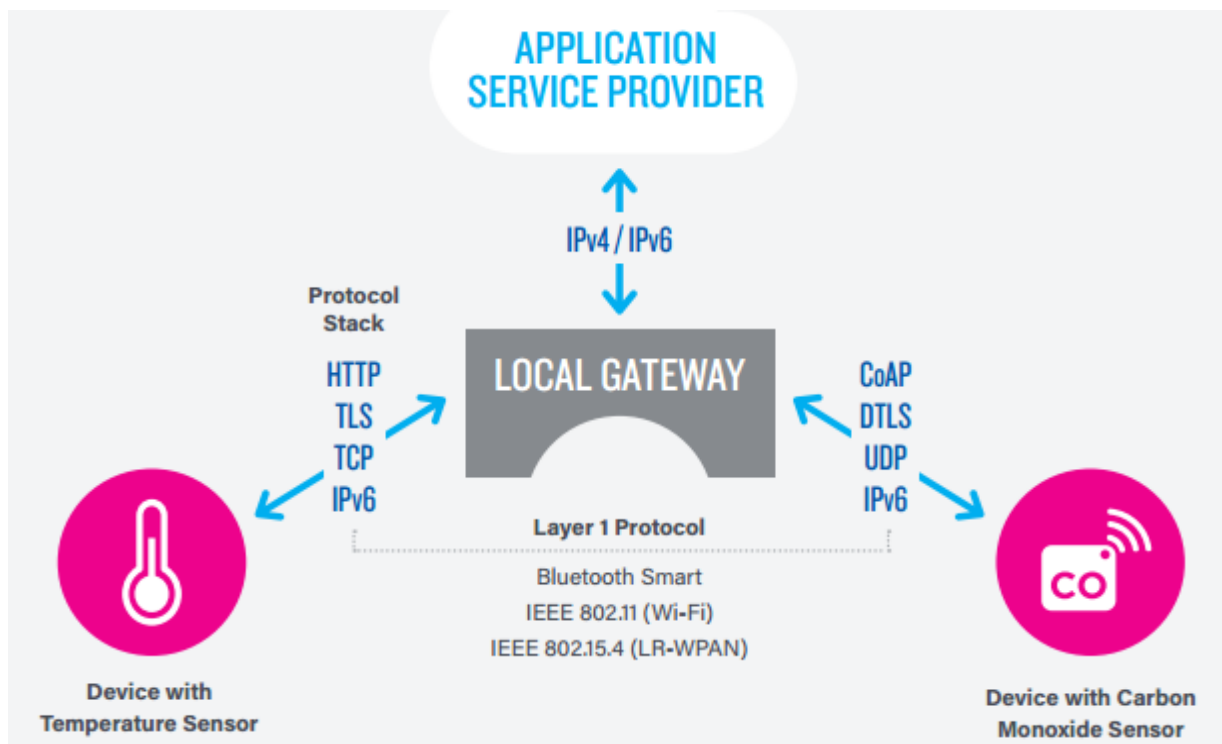 APPLICATION
SERVICE PROVIDER
IPv4 / IPv6
Protocol
Stack
HTTP
TLS
TCP
IPv6
LOCAL GATEWAY
CoAP
DTLS
UDP
IPv6
Layer 1 Protocol
Bluetooth Smart
IEEE 802.11 (Wi-Fi)
IEEE 802.15.4 (LR-WPAN)
CO
Device with
Temperature Sensor
Device with Carbon
Monoxide Sensor